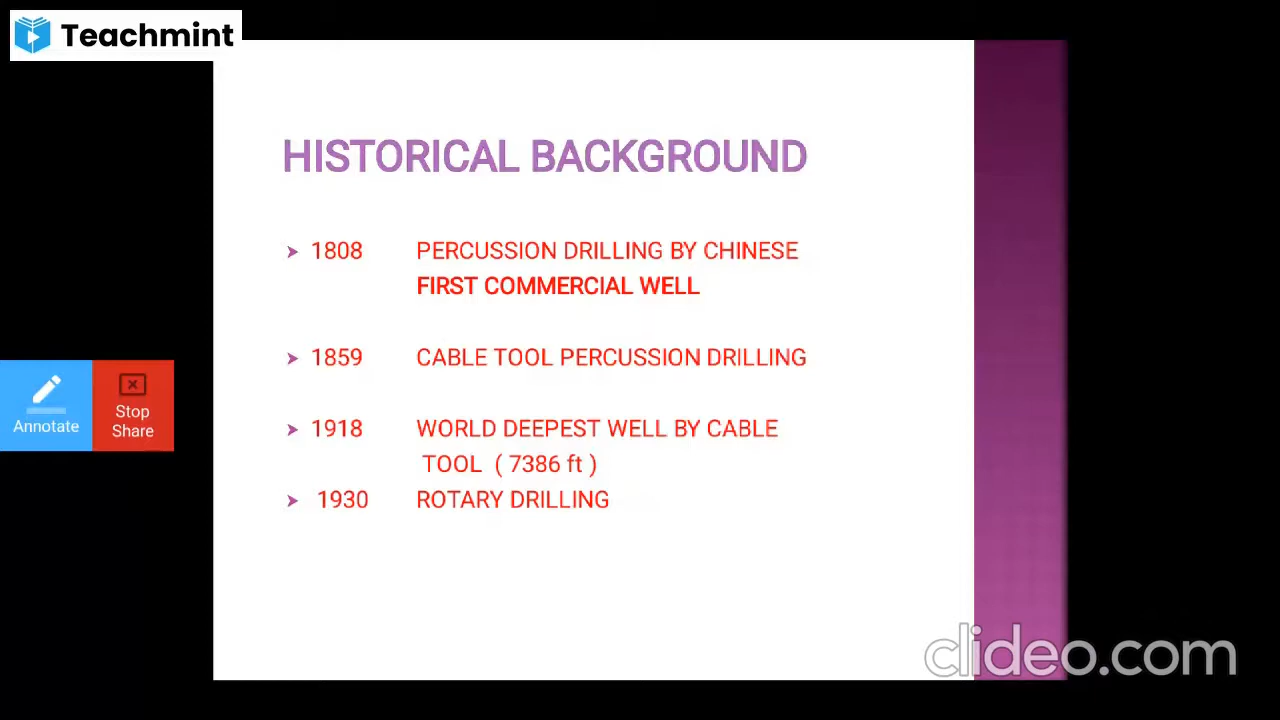 Teachmint
HISTORICAL BACKGROUND
1808 PERCUSSION DRILLING BY CHINESE
FIRST COMMERCIAL WELL
1859 CABLE TOOL PERCUSSION DRILLING
Annotate
Stop
Share
1918 WORLD DEEPEST WELL BY CABLE
TOOL ( 7386 ft )
1930 ROTARY DRILLING
clideo.com